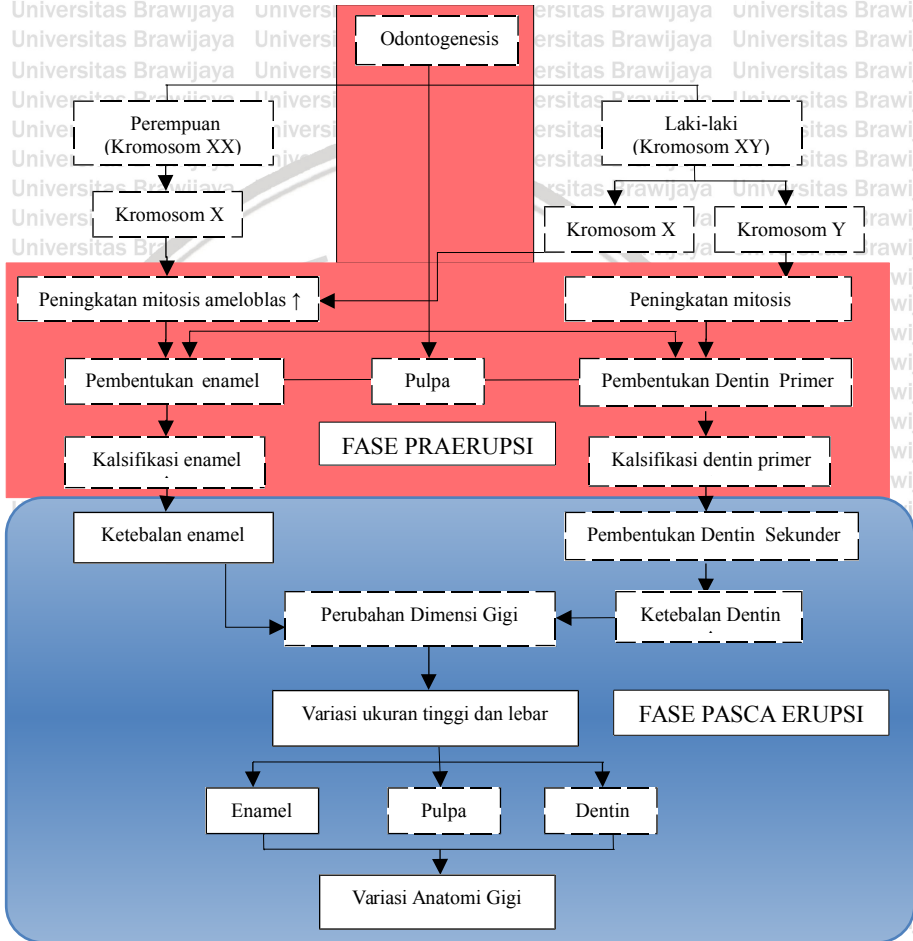 Universitas Brawijaya
Odontogenesis
Perempuan
(Kromosom XX)
Laki-laki
(Kromosom XY)
Kromosom X
Kromosom X
Kromosom Y
Peningkatan mitosis ameloblas ↑
Peningkatan mitosis
Pembentukan enamel
Pulpa
Pembentukan Dentin Primer
Kalsifikasi enamel
FASE PRAERUPSI
Kalsifikasi dentin primer
Ketebalan enamel
Pembentukan Dentin Sekunder
Perubahan Dimensi Gigi
Ketebalan Dentin
Variasi ukuran tinggi dan lebar
FASE PASCA ERUPSI
Enamel
Pulpa
Dentin
Variasi Anatomi Gigi